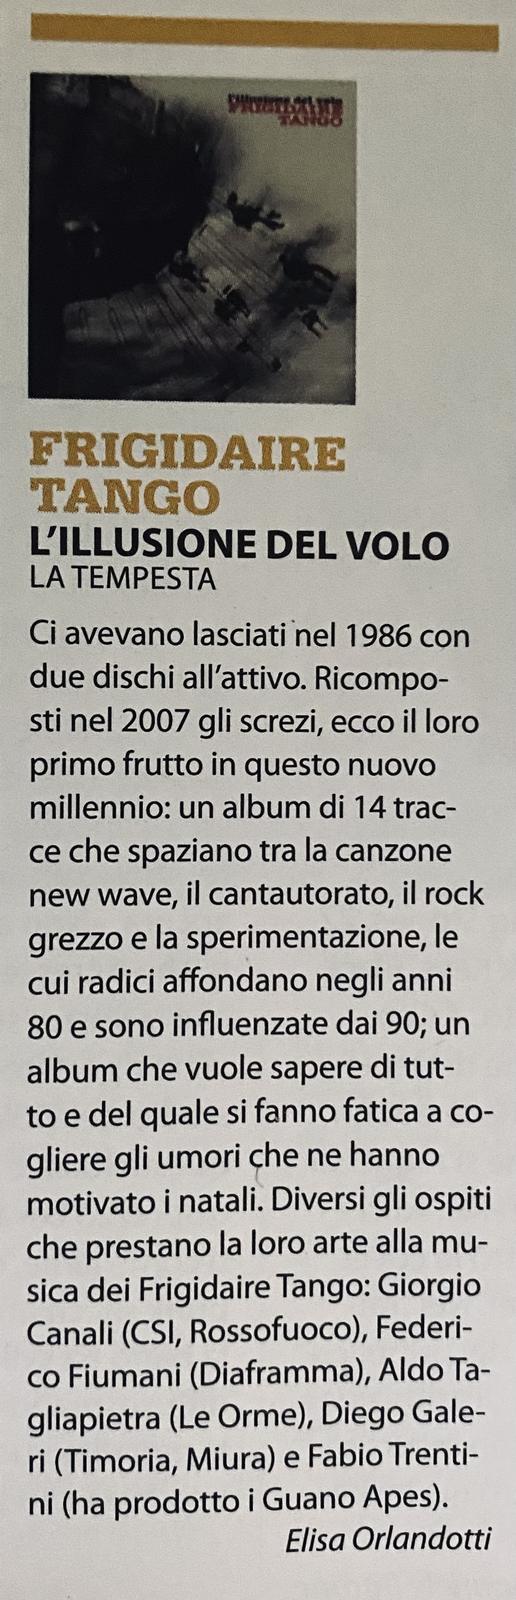 l'illusione del volo
FRIGIDAIRE
TANGO
FRIGIDAIRE
TANGO
L'ILLUSIONE DEL VOLO
LA TEMPESTA
Ci avevano lasciati nel 1986 con
due dischi all'attivo. Ricompo-
sti nel 2007 gli screzi, ecco il loro
primo frutto in questo nuovo
millennio: un album di 14 trac-
ce che spaziano tra la canzone
new wave, il cantautorato, il rock
grezzo e la sperimentazione, le
cui radici affondano negli anni
80 e sono influenzate dai 90; un
album che vuole sapere di tut-
to e del quale si fanno fatica a co-
gliere gli umori che ne hanno
motivato i natali. Diversi gli ospiti
che prestano la loro arte alla mu-
sica dei Frigidaire Tango: Giorgio
Canali (CSI, Rossofuoco), Federi-
co Fiumani (Diaframma), Aldo Ta-
gliapietra (Le Orme), Diego Gale-
ri (Timoria, Miura) e Fabio Trenti-
ni (ha prodotto i Guano Apes).
Elisa Orlandotti